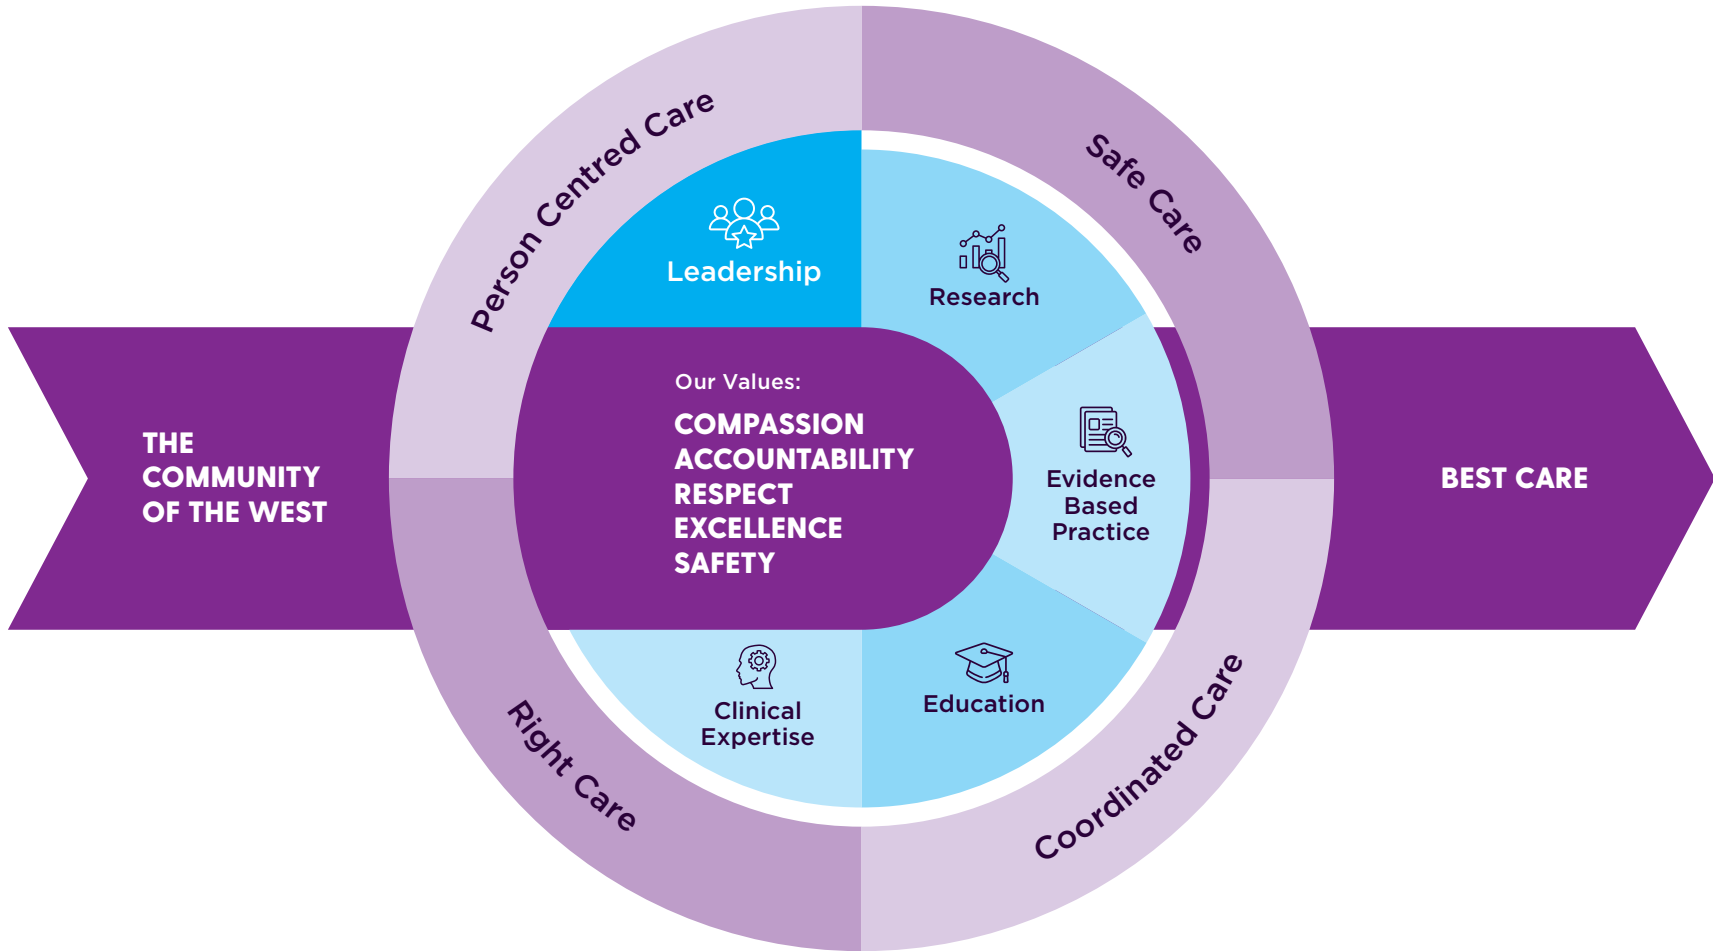 Person Centred Care
Safe Care
Leadership
Research
THE
COMMUNITY
OF THE WEST
Our Values:
COMPASSION
ACCOUNTABILITY
RESPECT
EXCELLENCE
SAFETY
Evidence
Based
Practice
BEST CARE
Clinical
Expertise
Education
Right Care
Coordinated Care